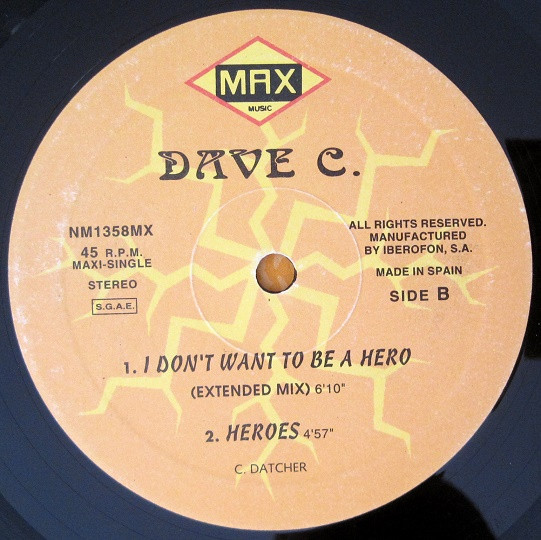 MAX
MUSIC
DAVE C.
NM1358MX
45 R.P.M.
MAXI-SINGLE
STEREO
S.G.A.E.
ALL RIGHTS RESERVED.
MANUFACTURED
BY IBEROFON, S.A.
MADE IN SPAIN
SIDE B
1. I DON'T WANT TO BE A HERO
(EXTENDED MIX) 6'10"
2. HEROES 4'57"
C. DATCHER